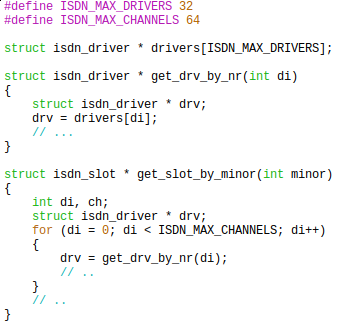 #define ISDN_MAX_DRIVERS 32
#define ISDN_MAX_CHANNELS 64
struct isdn_driver * drivers[ISDN_MAX_DRIVERS];
struct isdn_driver * get_drv_by_nr(int di)
{
    struct isdn_driver * drv;
    drv = drivers[di];
    // ...
}
struct isdn_slot * get_slot_by_minor(int minor)
{
    int di, ch;
    struct isdn_driver * drv;
    for (di = 0; di < ISDN_MAX_CHANNELS; di++)
    {
        drv = get_drv_by_nr(di);
        // ..
    }
    // ..
}